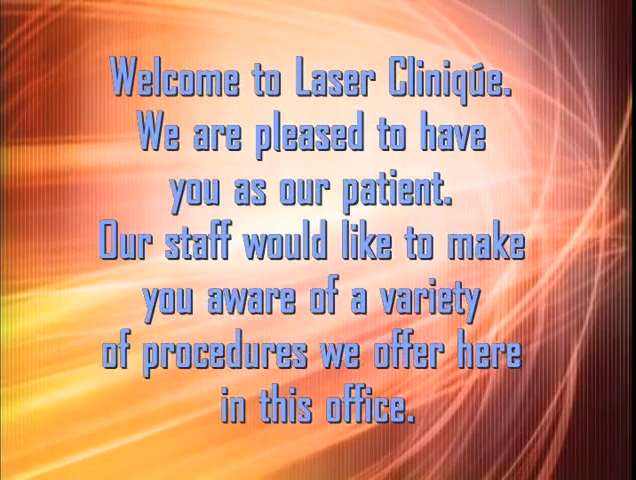 Welcome to Laser Cliniqúe.
We are pleased to have
you as our patient.
Our staff would like to make
you aware of a variety
of procedures we offer here
in this office.